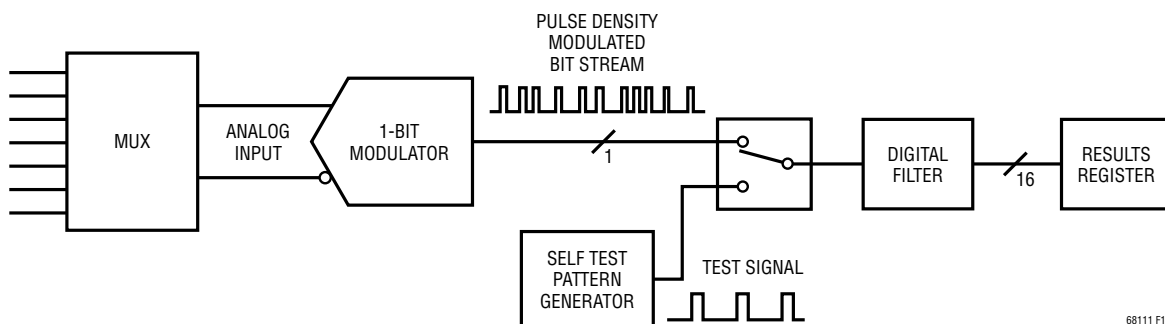 PULSE DENSITY
MODULATED
BIT STREAM
MUX
ANALOG
INPUT
1-BIT
MODULATOR
1
DIGITAL
FILTER
16
RESULTS
REGISTER
SELF TEST
PATTERN
GENERATOR
TEST SIGNAL
68111 F1